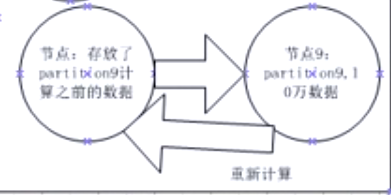 节点：存放了
partition9计
算之前的数据
节点9：
partition9,1
0万数据
重新计算